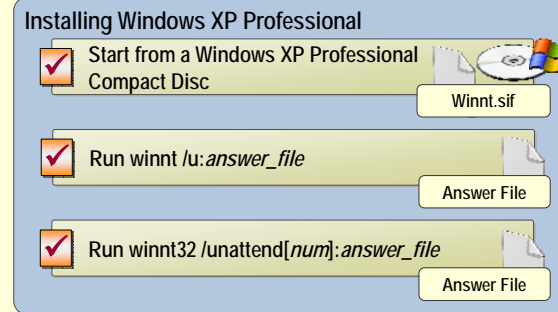 Installing Windows XP Professional
Start from a Windows XP Professional
Compact Disc
Winnt.sif
Run winnt /u:answer_file
Answer File
Run winnt32 /unattend[num]:answer_file
Answer File